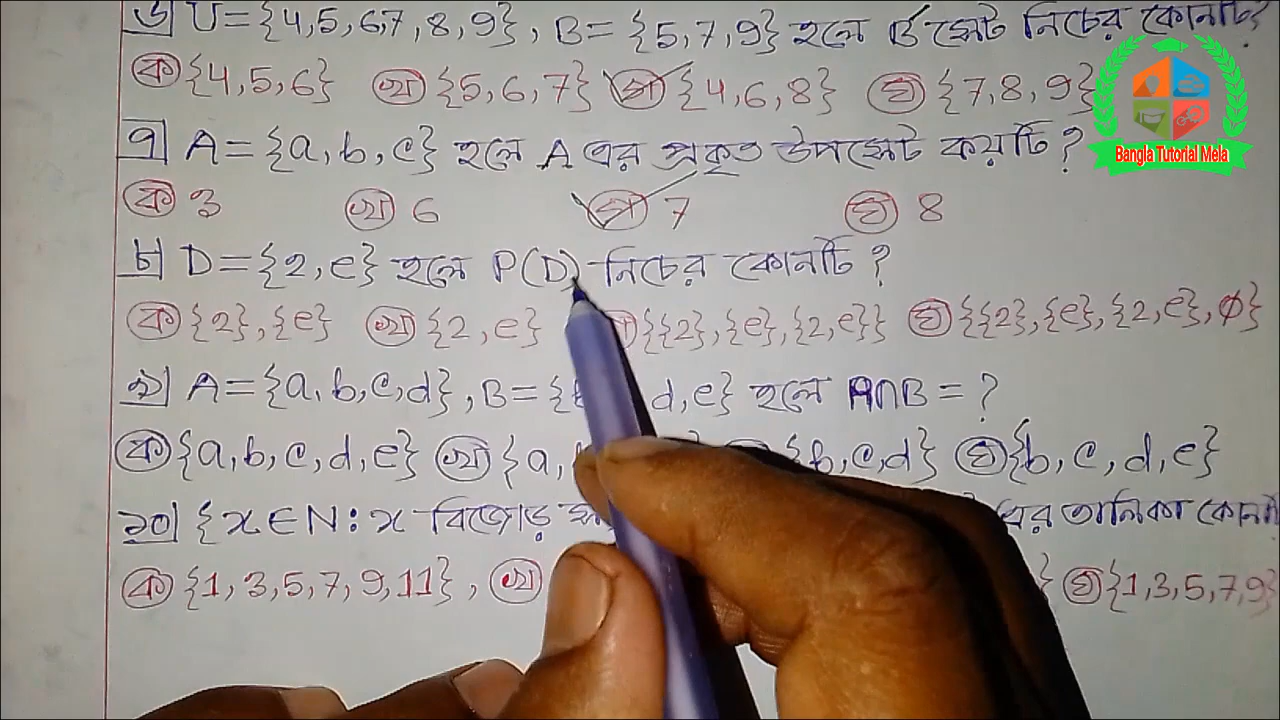 ৬| U = {4,5,6,7,8,9}, B = {5,7,9} হলে B′ সেট নিচের কোনটি?
ক {4,5,6} খ {5,6,7} গ {4,6,8} ঘ {7,8,9}
৭| A = {a, b, c} হলে A এর প্রকৃত উপসেট কয়টি?
ক 3 খ 6 গ 7 ঘ 8
৮| D = {2, e} হলে P(D) নিচের কোনটি?
ক {2}, {e} খ {2, e} গ {{2}, {e}, {2, e}} ঘ {{2}, {e}, {2, e}, ∅}
৯| A = {a, b, c, d}, B = { d, e} হলে A∩B = ?
ক {a, b, c, d, e} খ {a, {b, c, d} ঘ {b, c, d, e}
১০| {x ∈ N : x বিজোড় এর তালিকা
ক {1, 3, 5, 7, 9, 11}, খ } ঘ {1,3,5,7,9}
Bangla Tutorial Mela